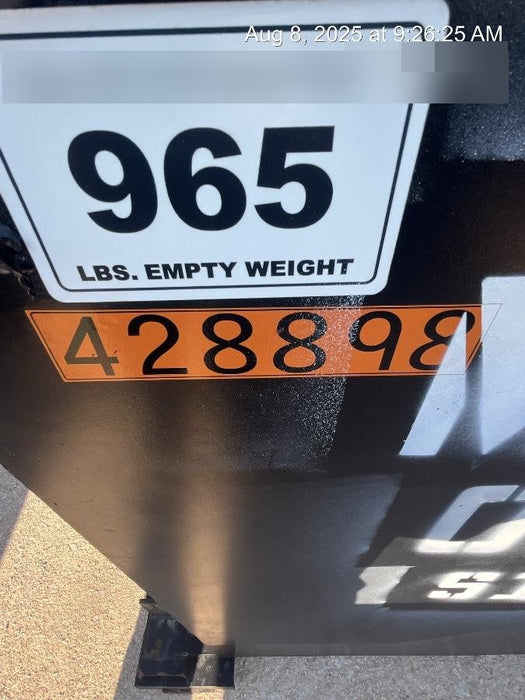 Aug 8, 2025 at 9:26:25 AM
965
LBS. EMPTY WEIGHT
428898